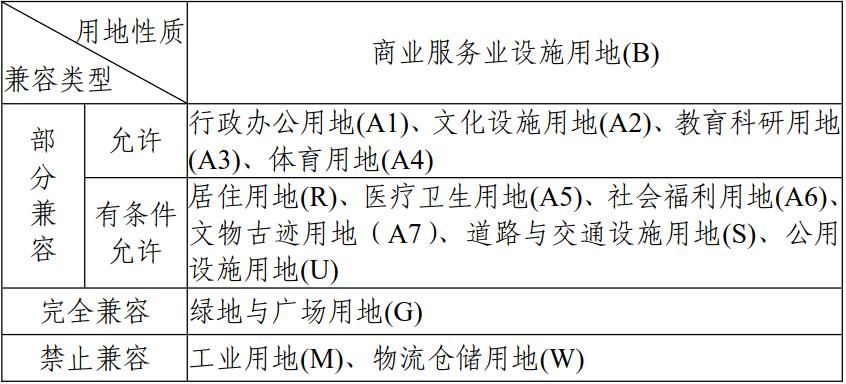 用地性质
兼容类型
商业服务业设施用地(B)
部分兼容
允许
行政办公用地(A1)、文化设施用地(A2)、教育科研用地
(A3)、体育用地(A4)
有条件
允许
居住用地(R)、医疗卫生用地(A5)、社会福利用地(A6)、
文物古迹用地（A7）、道路与交通设施用地(S)、公用
设施用地(U)
完全兼容
绿地与广场用地(G)
禁止兼容
工业用地(M)、物流仓储用地(W)